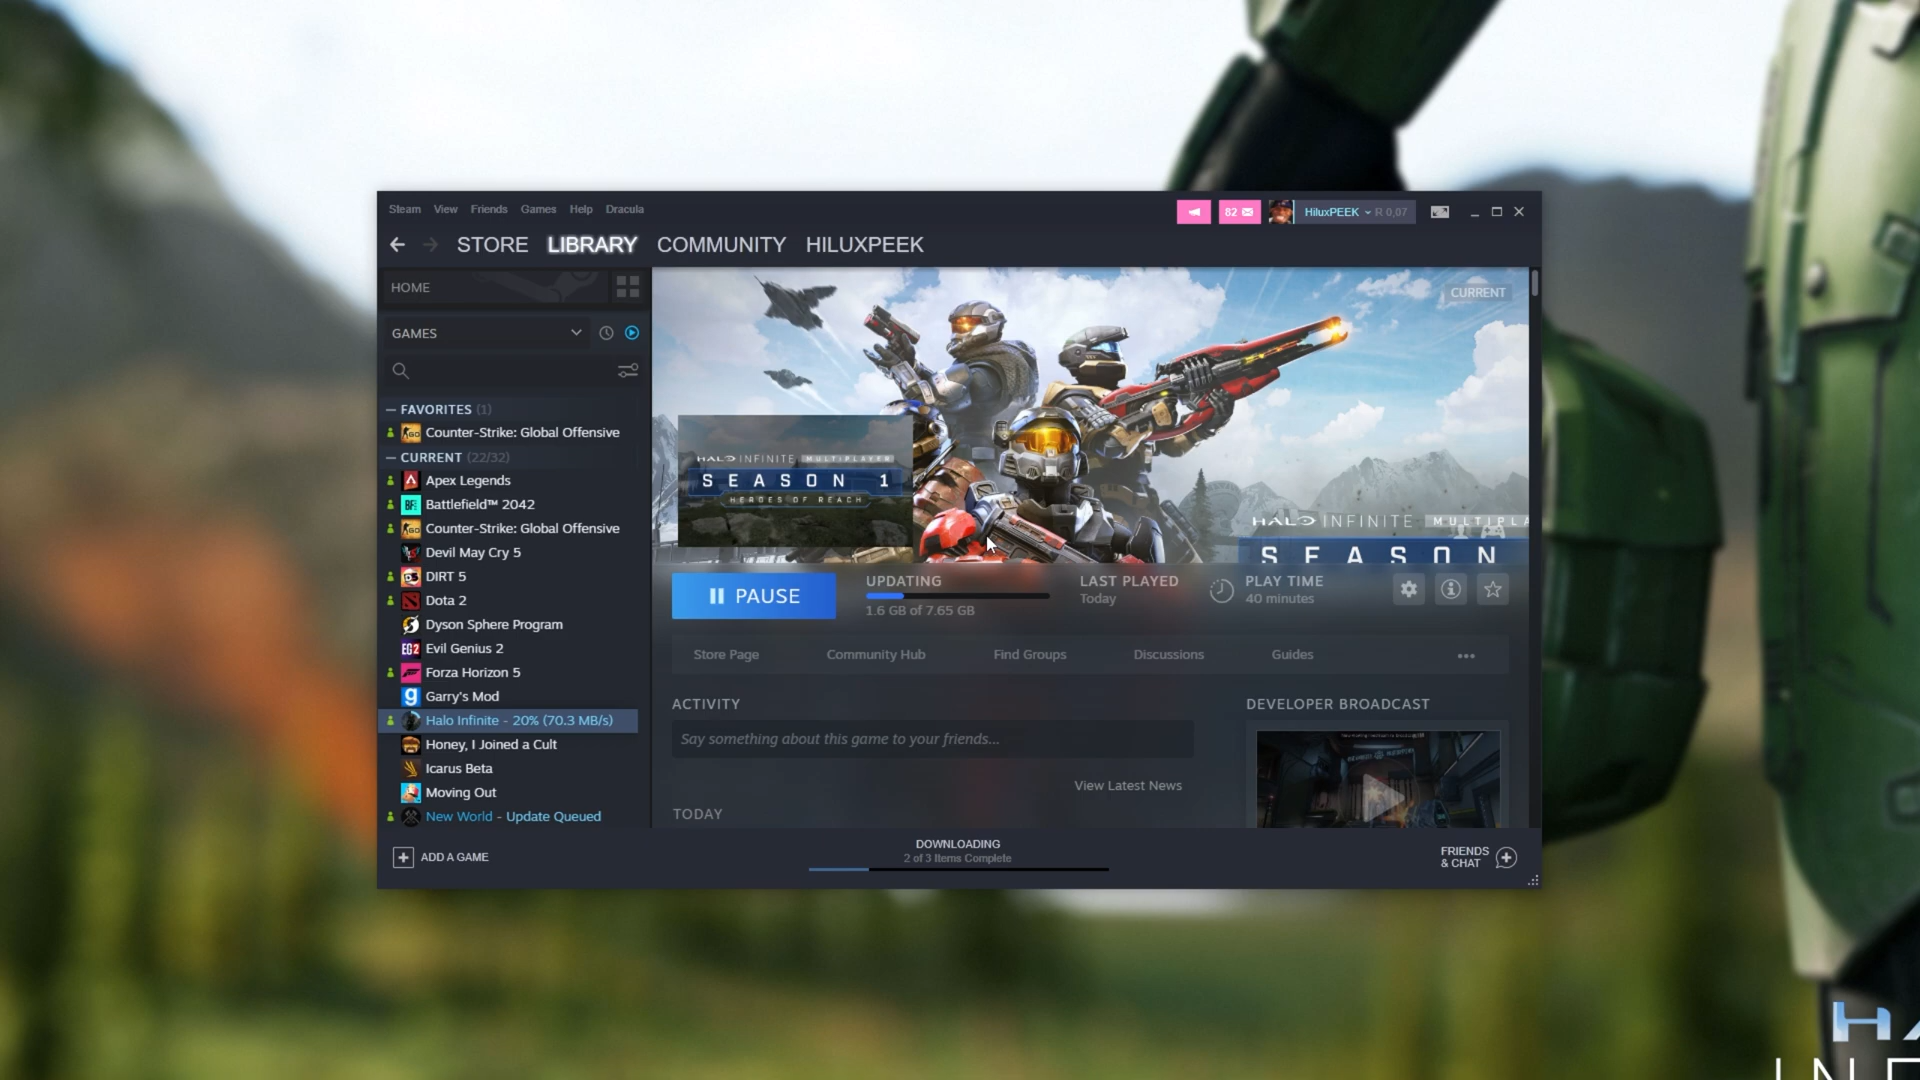 Steam View Friends Games Help Dracula
82 HiluxPEEK R 0,07
STORE LIBRARY COMMUNITY HILUXPEEK
HOME
GAMES
FAVORITES (1)
Counter-Strike: Global Offensive
CURRENT (22/32)
Apex Legends
Battlefield™ 2042
Counter-Strike: Global Offensive
Devil May Cry 5
DIRT 5
Dota 2
Dyson Sphere Program
Evil Genius 2
Forza Horizon 5
Garry's Mod
Halo Infinite - 20% (70.3 MB/s)
Honey, I Joined a Cult
Icarus Beta
Moving Out
New World - Update Queued
ADD A GAME
CURRENT
HALO INFINITE MULTIPLAYER
SEASON 1
HEROES OF REACH
HALO INFINITE MULTIPLA
SEASON
PAUSE
UPDATING
1.6 GB of 7.65 GB
LAST PLAYED
Today
PLAY TIME
40 minutes
Store Page Community Hub Find Groups Discussions Guides
ACTIVITY
Say something about this game to your friends...
View Latest News
TODAY
DEVELOPER BROADCAST
DOWNLOADING
2 of 3 Items Complete
FRIENDS
& CHAT
HA
INF